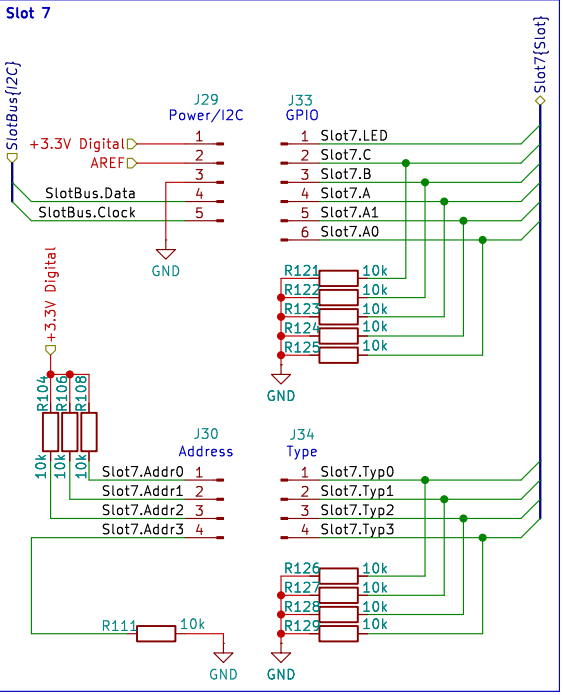 Slot 7
SlotBus{I2C}
Slot7{Slot}
J29
Power/I2C
+3.3V Digital
AREF
1
2
3
4
5
SlotBus.Data
SlotBus.Clock
GND
J33
GPIO
1
2
3
4
5
6
Slot7.LED
Slot7.C
Slot7.B
Slot7.A
Slot7.A1
Slot7.A0
R121 10k
R122 10k
R123 10k
R124 10k
R125 10k
GND
+3.3V Digital
R104
R106
R108
10k
10k
10k
J30
Address
Slot7.Addr0 1
Slot7.Addr1 2
Slot7.Addr2 3
Slot7.Addr3 4
R111 10k
GND
J34
Type
1 Slot7.Typ0
2 Slot7.Typ1
3 Slot7.Typ2
4 Slot7.Typ3
R126 10k
R127 10k
R128 10k
R129 10k
GND